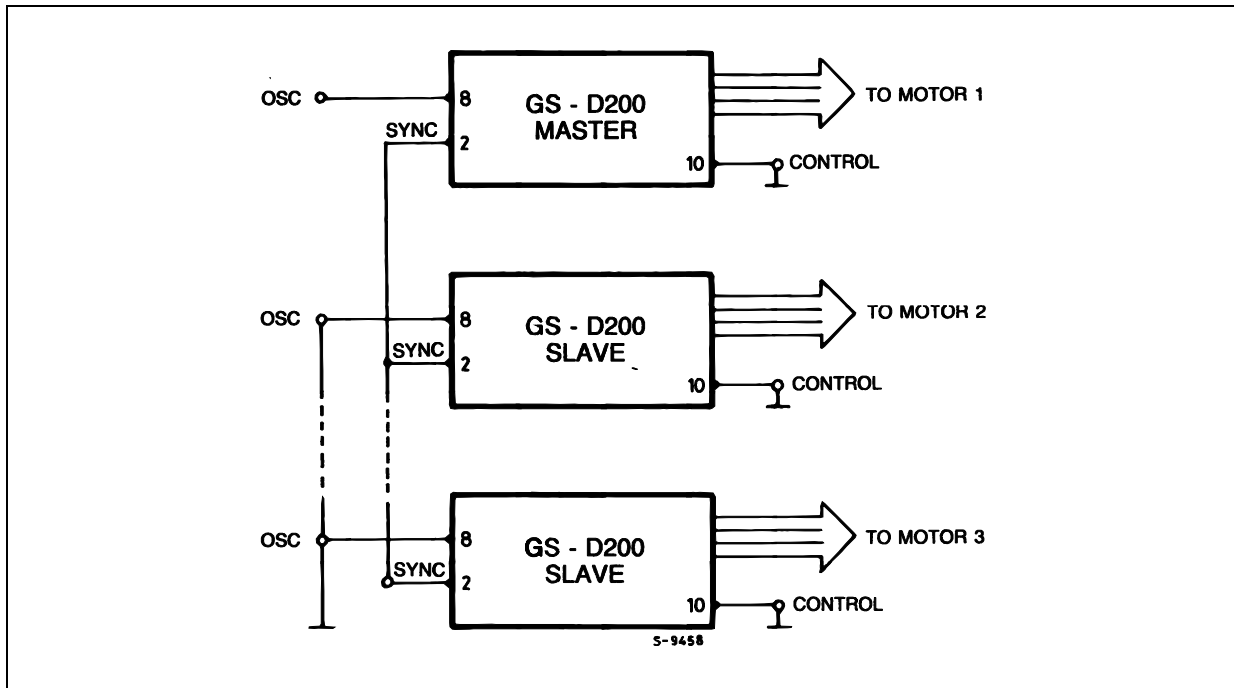 OSC
8
GS - D200
MASTER
TO MOTOR 1
SYNC
2
10
CONTROL
OSC
8
GS - D200
SLAVE
TO MOTOR 2
SYNC
2
10
CONTROL
OSC
8
GS - D200
SLAVE
TO MOTOR 3
SYNC
2
10
CONTROL
S-9458